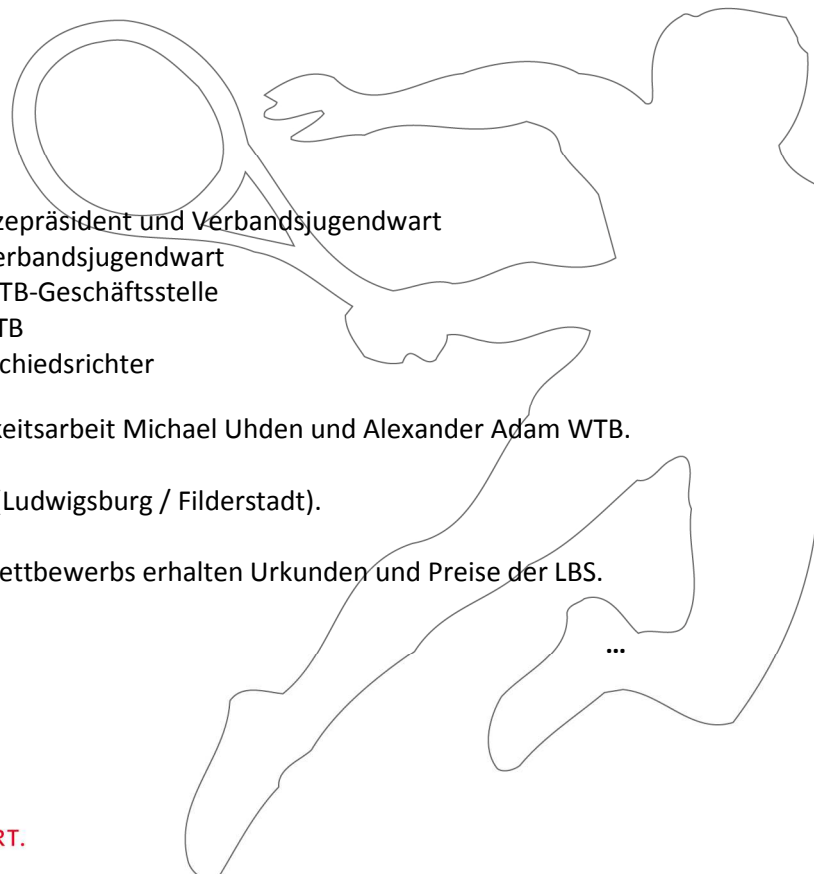 zepräsident und Verbandsjugendwart
erbandsjugendwart
TB-Geschäftsstelle
TB
chiedsrichter
keitsarbeit Michael Uhden und Alexander Adam WTB.
(Ludwigsburg / Filderstadt).
ettbewerbs erhalten Urkunden und Preise der LBS.
...
RT.